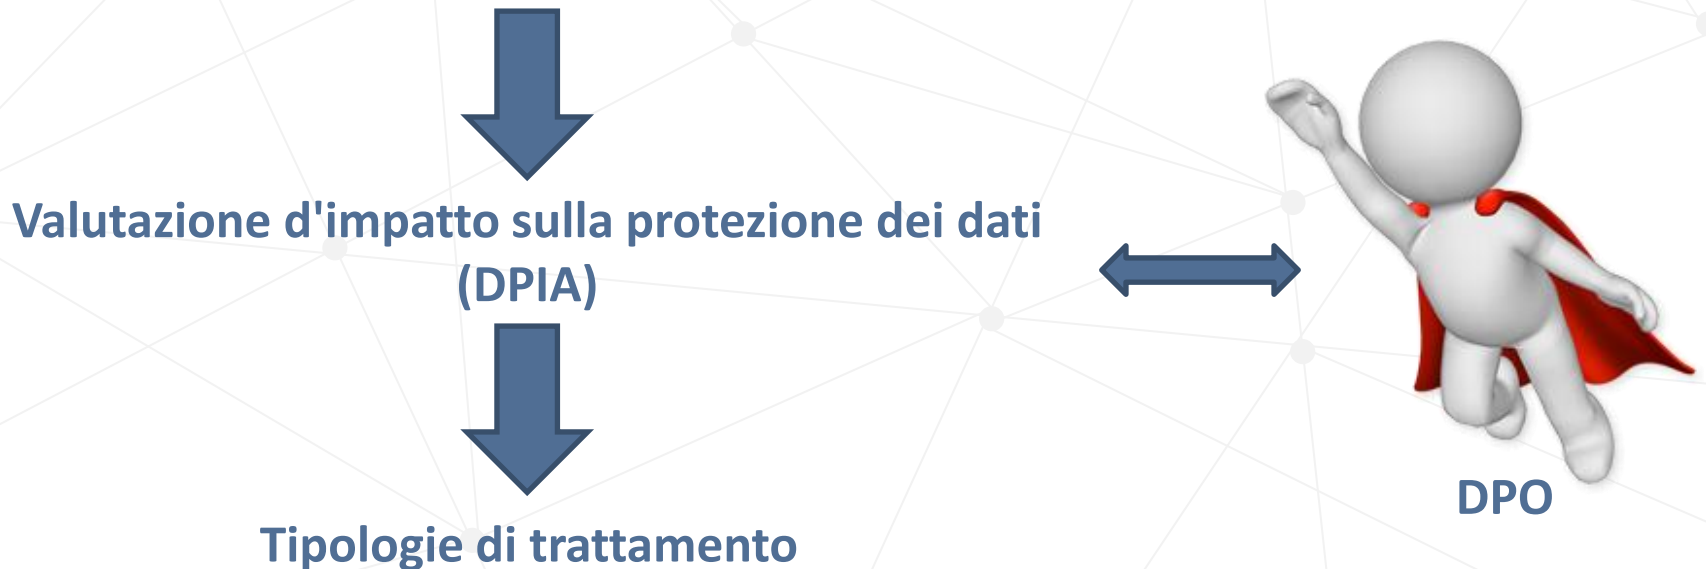 Valutazione d'impatto sulla protezione dei dati
(DPIA)
DPO
Tipologie di trattamento